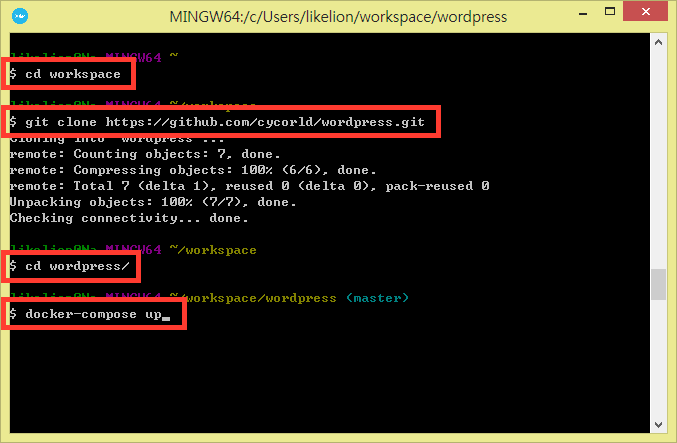 MINGW64:/c/Users/likelion/workspace/wordpress
likelion@Na MINGW64 ~
$ cd workspace
MINGW64 ~/workspace
$ git clone https://github.com/cycorld/wordpress.git
Cloning into 'wordpress'...
remote: Counting objects: 7, done.
remote: Compressing objects: 100% (6/6), done.
remote: Total 7 (delta 1), reused 0 (delta 0), pack-reused 0
Unpacking objects: 100% (7/7), done.
Checking connectivity... done.
likelion@Na MINGW64 ~/workspace
$ cd wordpress/
likelion@Na MINGW64 ~/workspace/wordpress (master)
$ docker-compose up